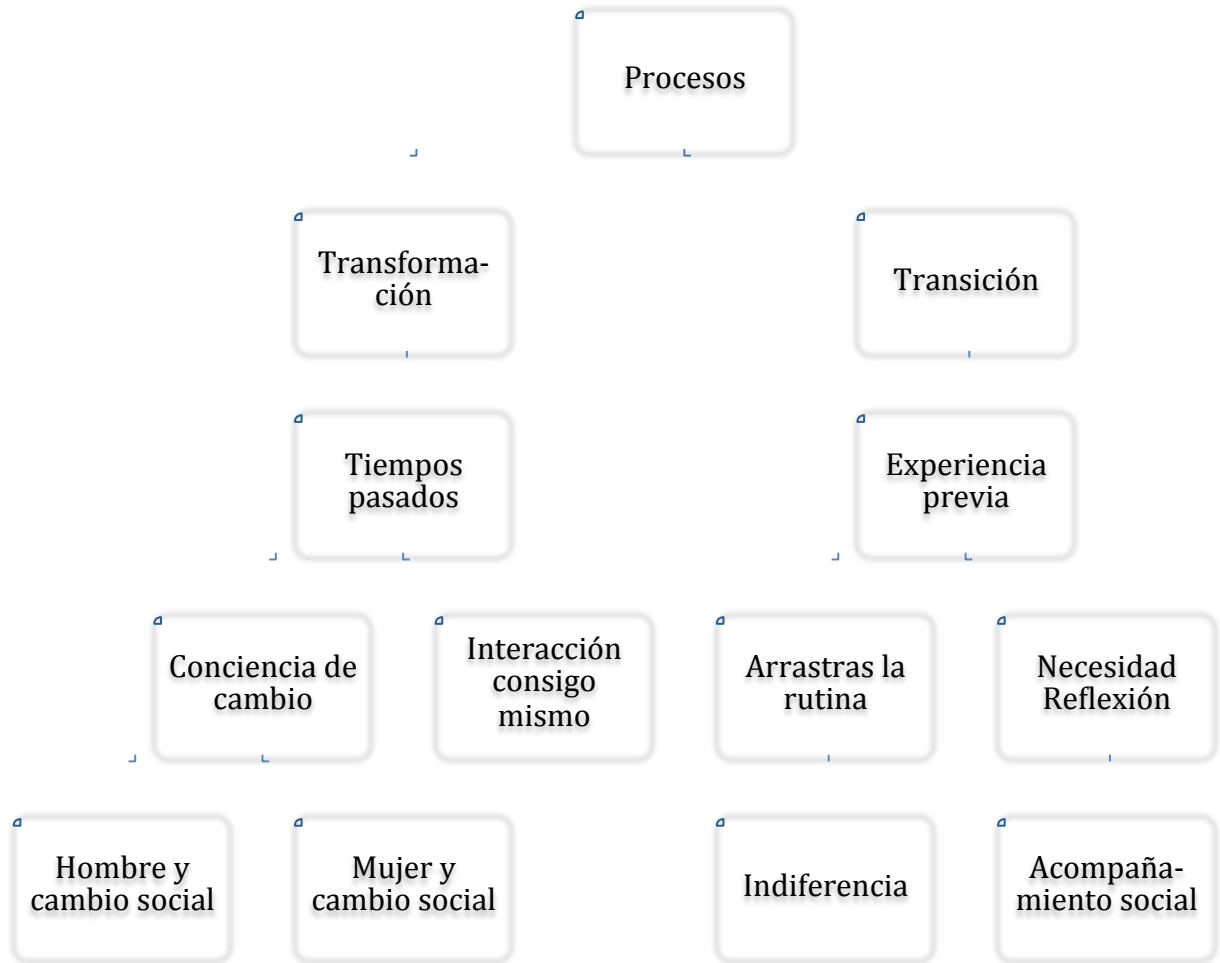 Procesos
Transforma-
ción
Transición
Tiempos
pasados
Experiencia
previa
Conciencia de
cambio
Interacción
consigo
mismo
Arrastras la
rutina
Necesidad
Reflexión
Hombre y
cambio social
Mujer y
cambio social
Indiferencia
Acompaña-
miento social